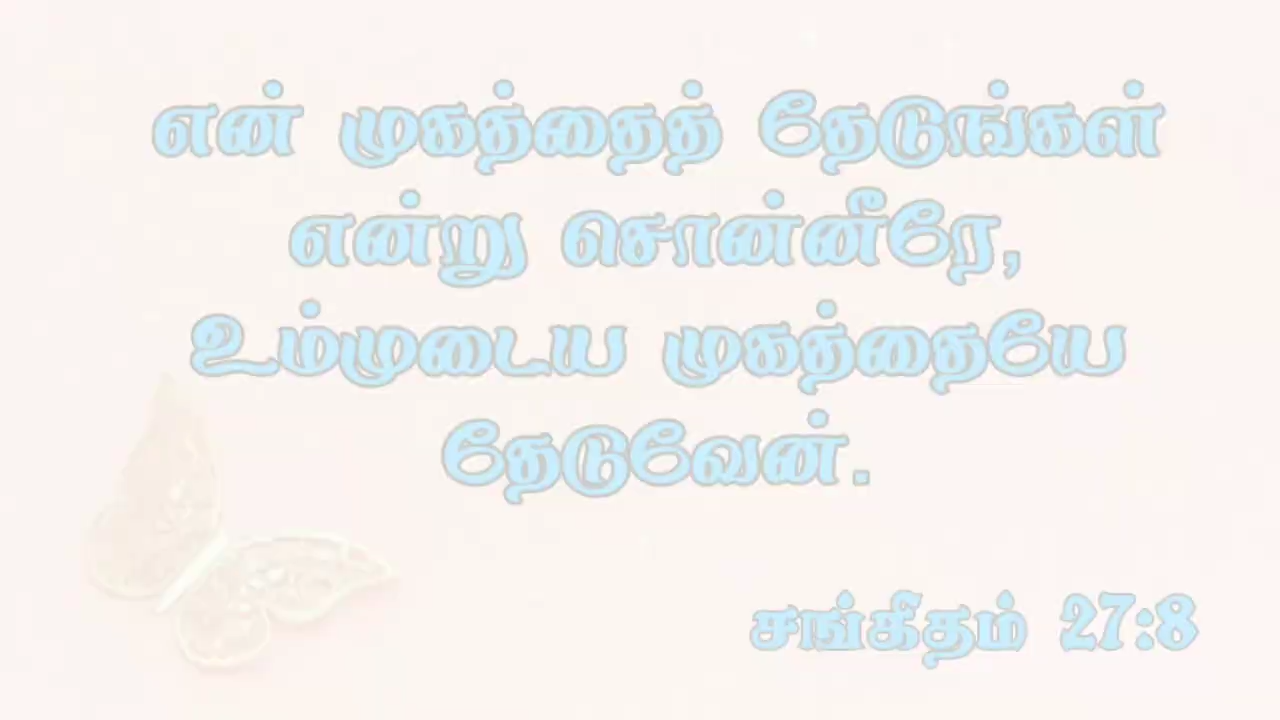 என் முகத்தைத் தேடுங்கள்
என்று சொன்னீரே,
உம்முடைய முகத்தையே
தேடுவேன்.
சங்கிதம் 27:8